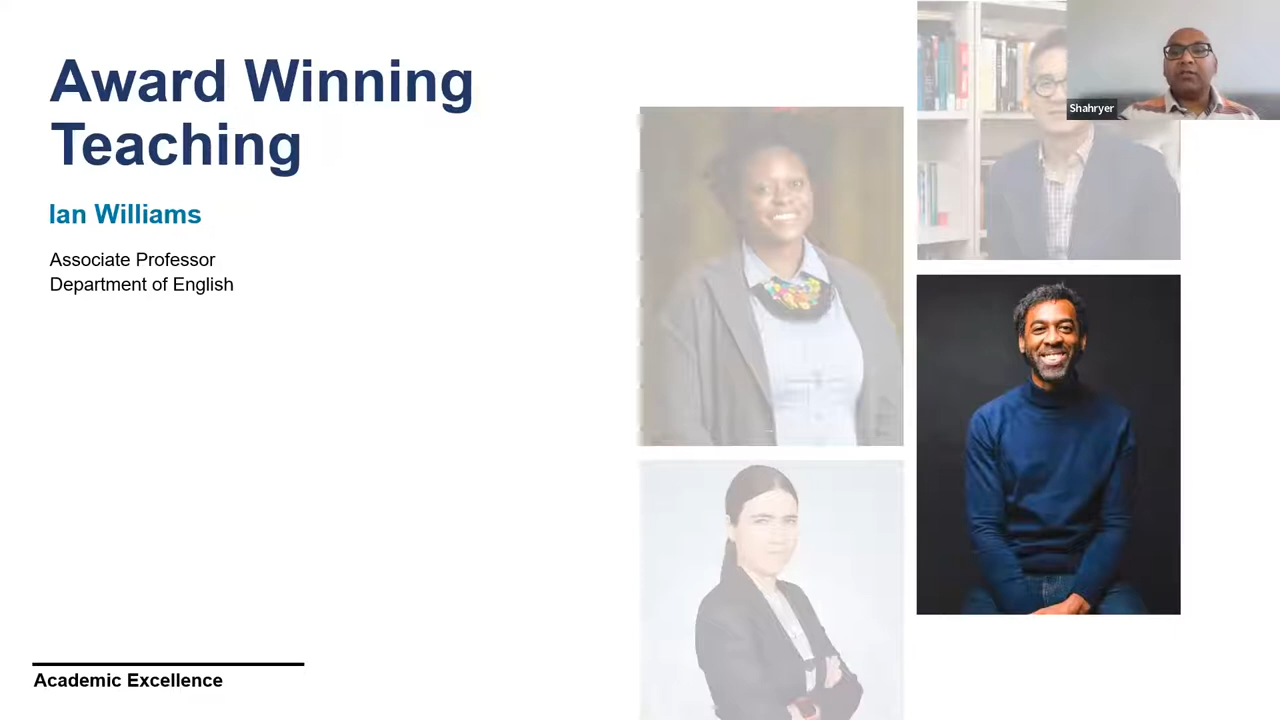 Award Winning
Teaching
Ian Williams
Associate Professor
Department of English
Academic Excellence
Shahryer